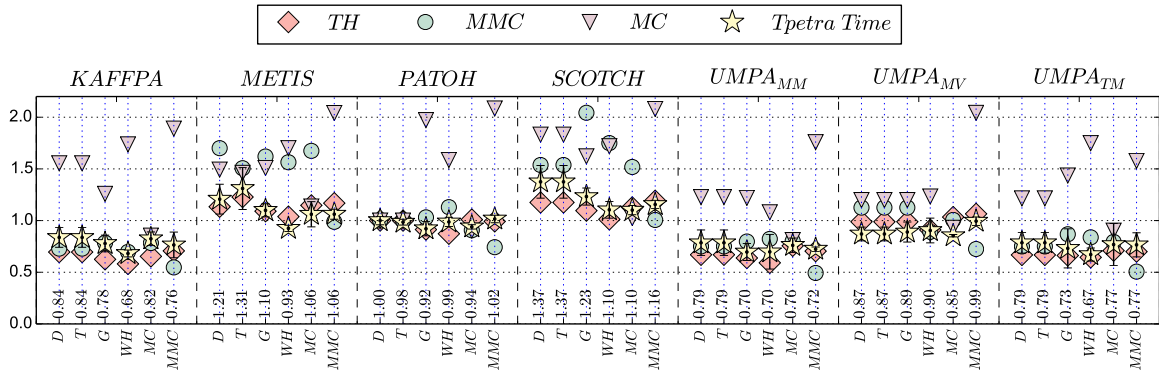 TH MMC MC Tpetra Time
KAFFPA METIS PATOH SCOTCH UMPA_MM UMPA_MV UMPA_TM
2.0
1.5
1.0
0.5
0.0
0.84 0.84 0.78 0.68 0.82 0.76 1.21 1.31 1.10 0.93 1.06 1.06 1.00 0.98 0.92 0.99 0.94 1.02 1.37 1.37 1.23 1.10 1.10 1.16 0.79 0.79 0.70 0.70 0.76 0.72 0.87 0.87 0.89 0.90 0.85 0.99 0.79 0.79 0.73 0.67 0.77 0.77
D T G WH MC MMC D T G WH MC MMC D T G WH MC MMC D T G WH MC MMC D T G WH MC MMC D T G WH MC MMC D T G WH MC MMC